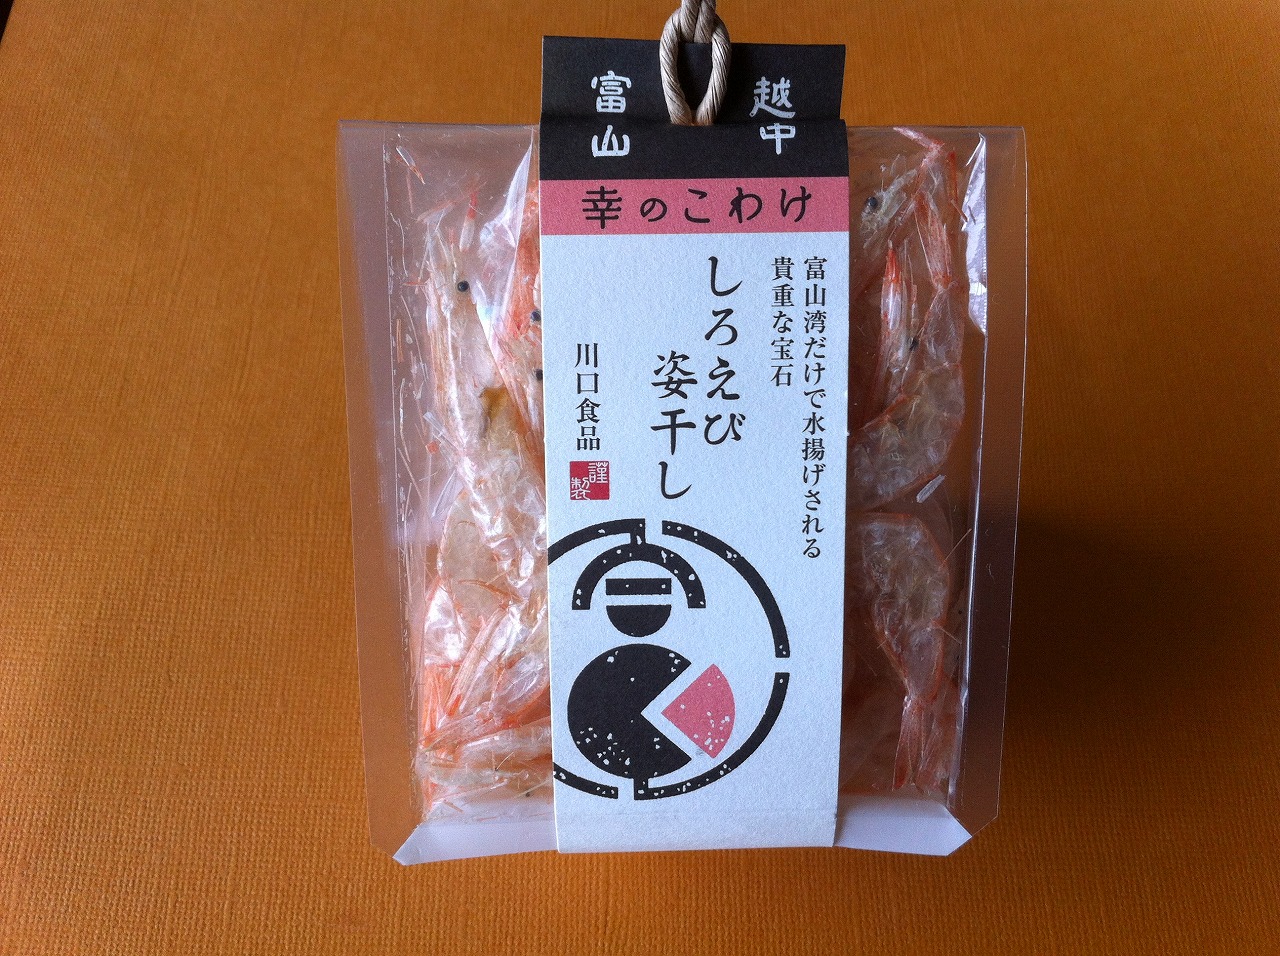 越中
富山
幸のこわけ
富山湾だけで水揚げされる
貴重な宝石
しろえび
姿干し
川口食品
謹製